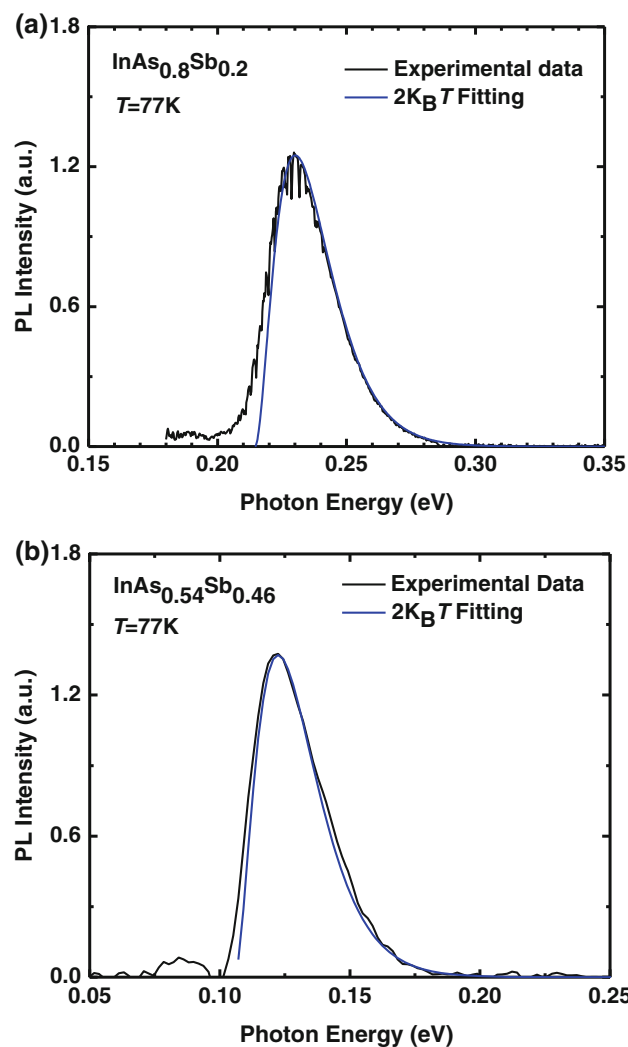 (a)
1.8
InAs0.8Sb0.2
T=77K
Experimental data
2KBT Fitting
PL Intensity (a.u.)
1.2
0.6
0.0
0.15 0.20 0.25 0.30 0.35
Photon Energy (eV)
(b)
1.8
InAs0.54Sb0.46
T=77K
Experimental Data
2KBT Fitting
PL Intensity (a.u.)
1.2
0.6
0.0
0.05 0.10 0.15 0.20 0.25
Photon Energy (eV)